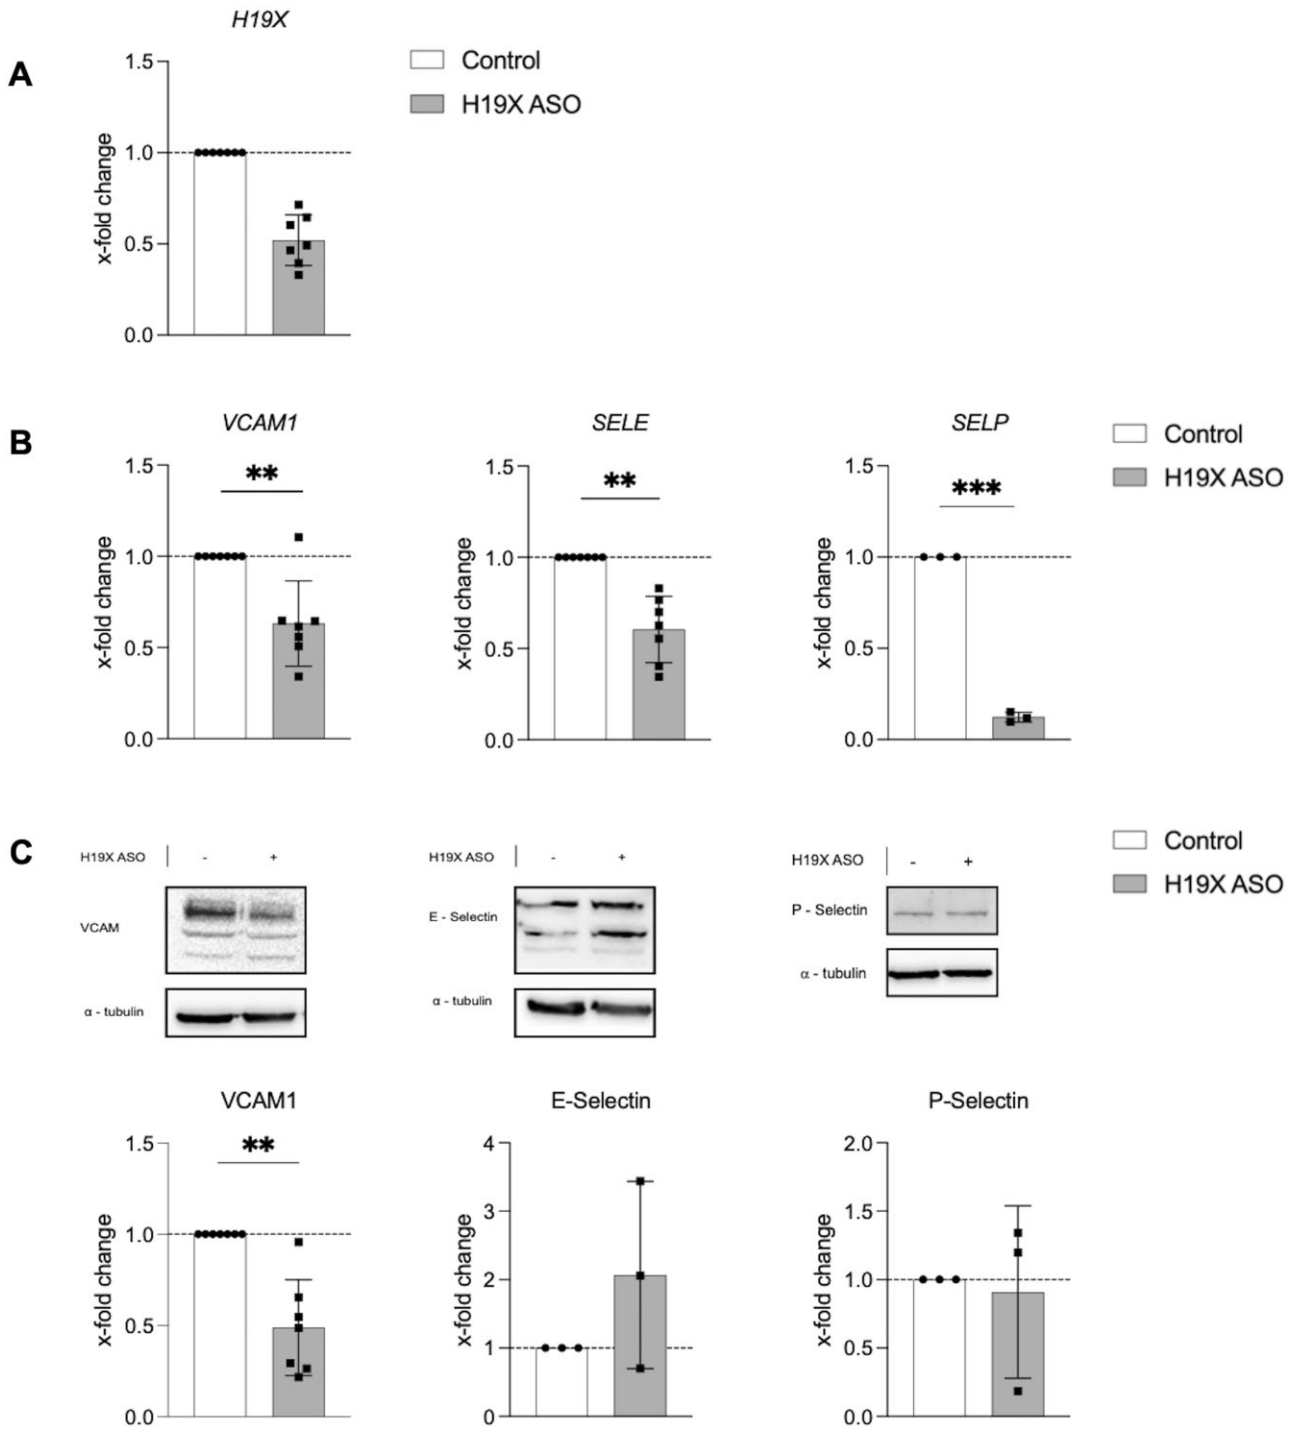 H19X
A
Control
H19X ASO
1.5
1.0
0.5
0.0
x-fold change
B
VCAM1
SELE
SELP
Control
H19X ASO
**
**
***
1.5
1.0
0.5
0.0
x-fold change
1.5
1.0
0.5
0.0
x-fold change
1.5
1.0
0.5
0.0
x-fold change
C
Control
H19X ASO
H19X ASO - +
VCAM
α - tubulin
H19X ASO - +
E - Selectin
α - tubulin
H19X ASO - +
P - Selectin
α - tubulin
VCAM1
**
1.5
1.0
0.5
0.0
x-fold change
E-Selectin
4
3
2
1
0
x-fold change
P-Selectin
2.0
1.5
1.0
0.5
0.0
x-fold change